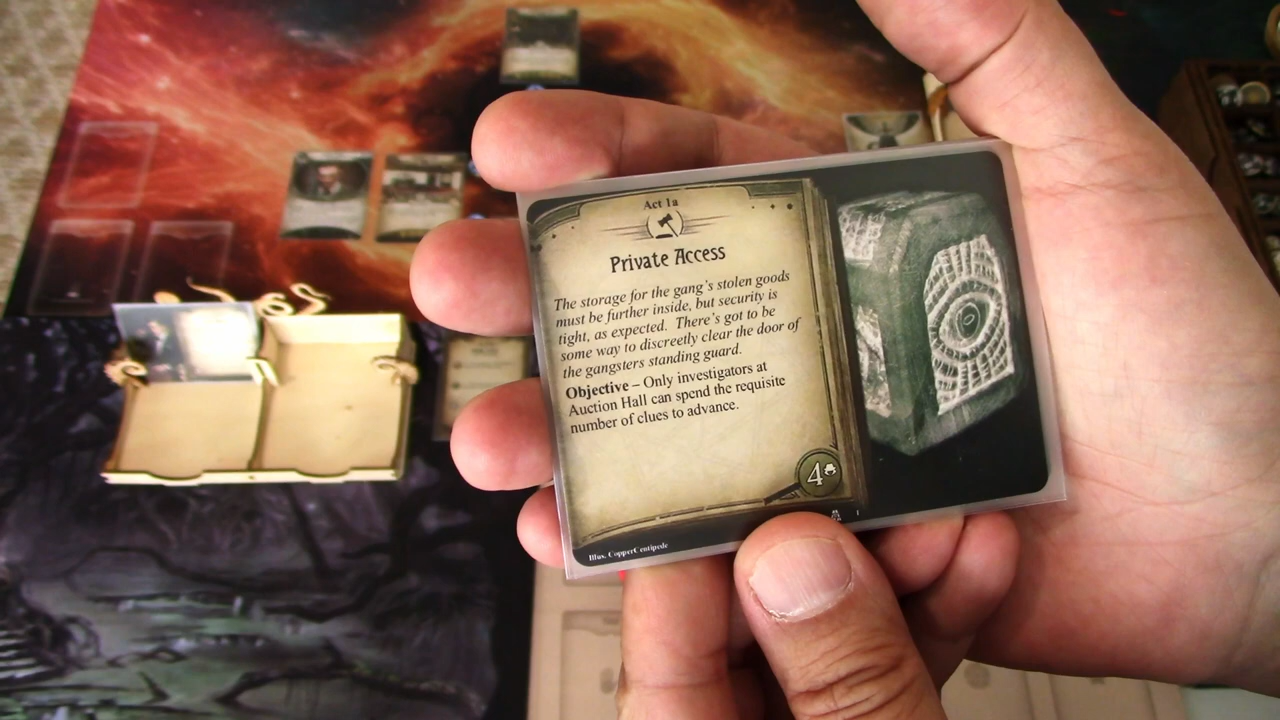 Act 1a
Private Access
The storage for the gang's stolen goods
must be further inside, but security is
tight, as expected. There's got to be
some way to discreetly clear the door of
the gangsters standing guard.
Objective – Only investigators at
Auction Hall can spend the requisite
number of clues to advance.
4
Illus. CopperCentipede
1